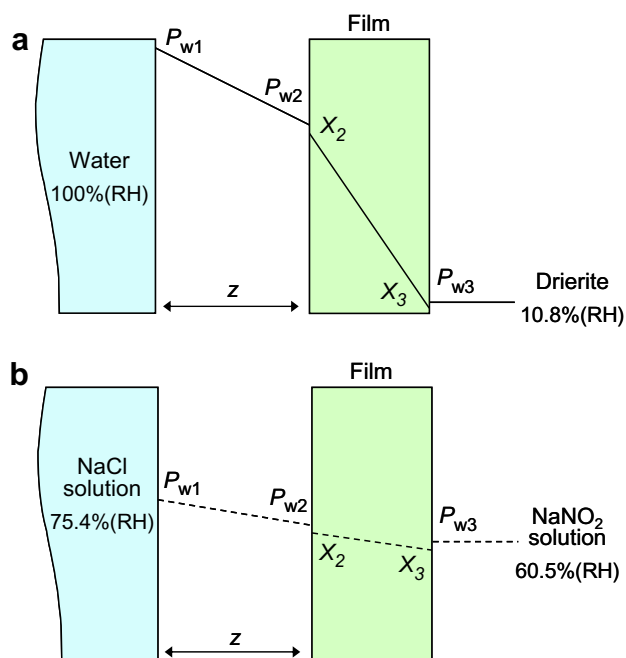 a
Film
P_w1
P_w2
X_2
Water
100%(RH)
z
X_3
P_w3
Drierite
10.8%(RH)
b
Film
NaCl
solution
75.4%(RH)
P_w1
P_w2
P_w3
NaNO₂
solution
60.5%(RH)
X_2
X_3
z